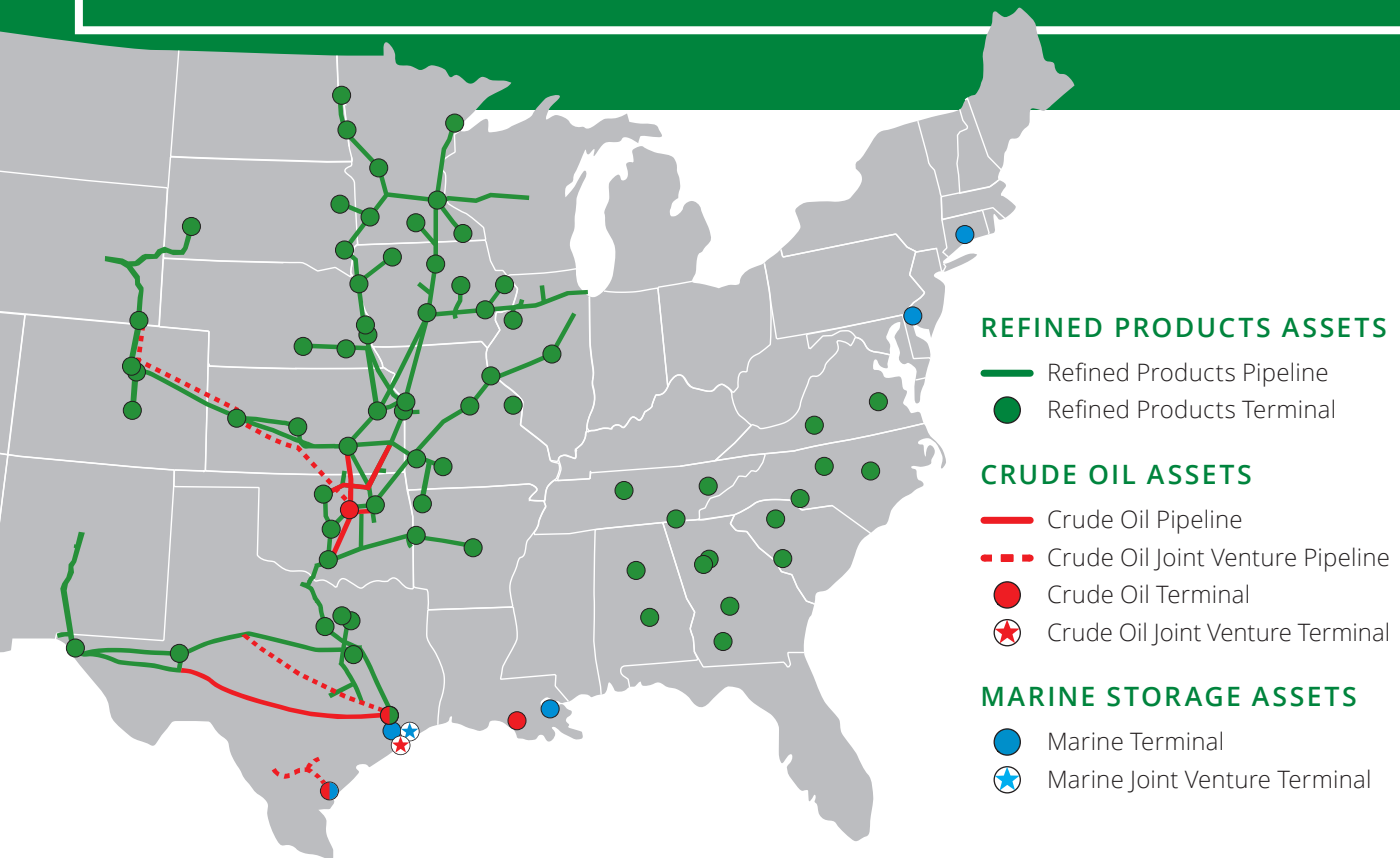 REFINED PRODUCTS ASSETS
Refined Products Pipeline
Refined Products Terminal
CRUDE OIL ASSETS
Crude Oil Pipeline
Crude Oil Joint Venture Pipeline
Crude Oil Terminal
Crude Oil Joint Venture Terminal
MARINE STORAGE ASSETS
Marine Terminal
Marine Joint Venture Terminal